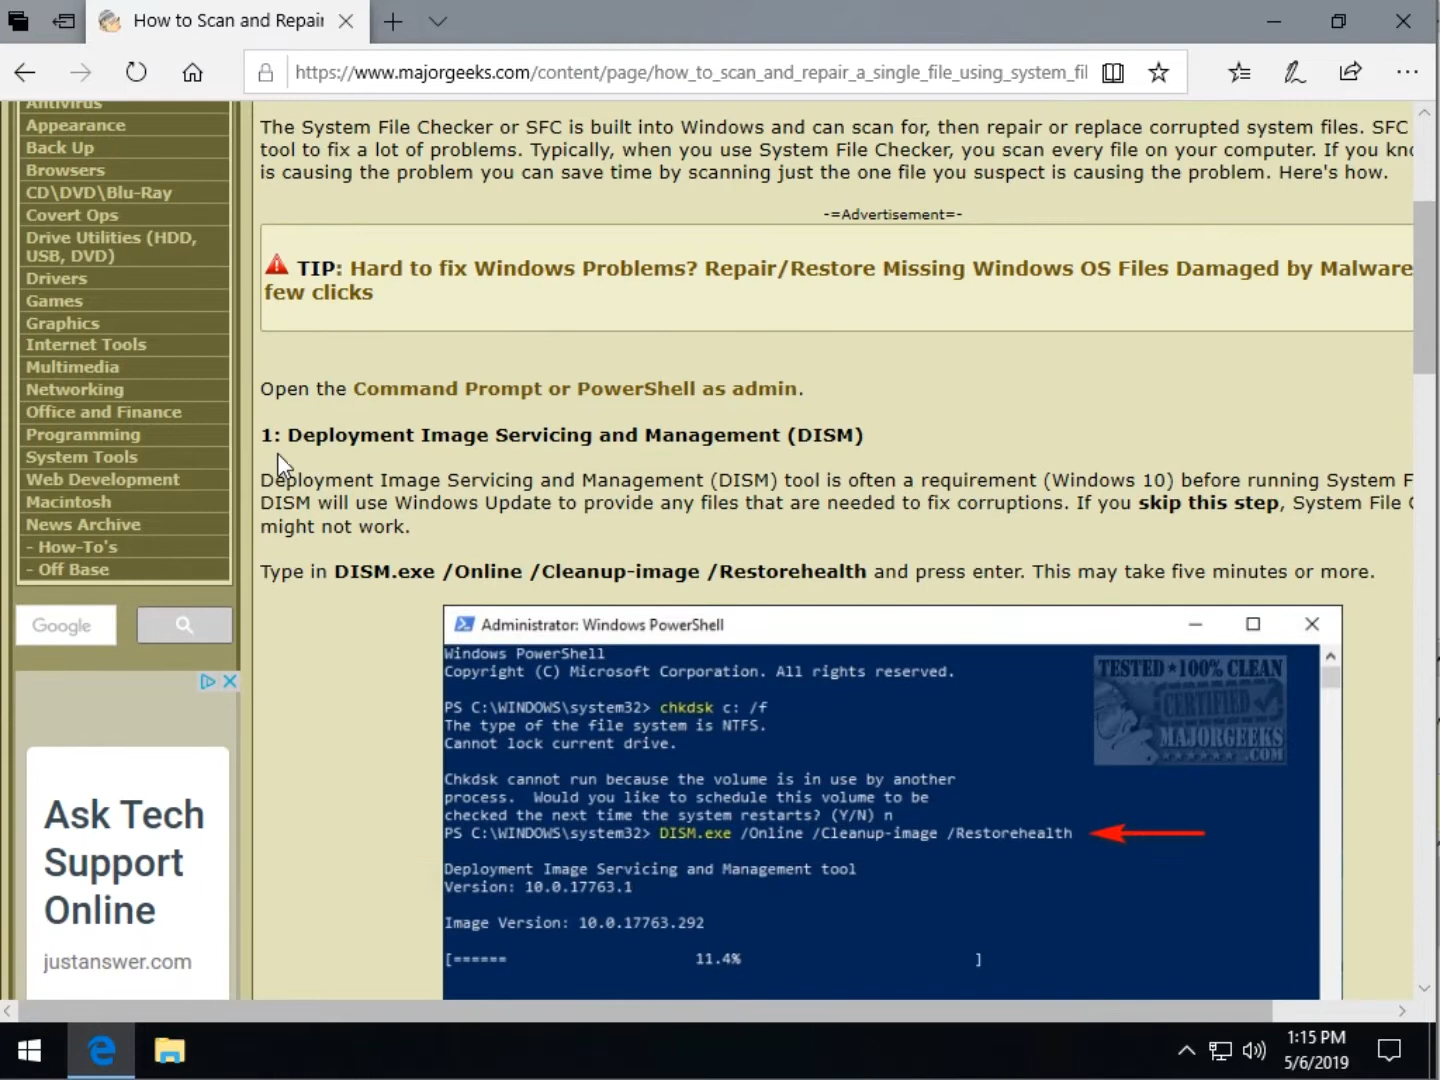 How to Scan and Repair
https://www.majorgeeks.com/content/page/how_to_scan_and_repair_a_single_file_using_system_fil
Antivirus
Appearance
Back Up
Browsers
CD\DVD\Blu-Ray
Covert Ops
Drive Utilities (HDD,
USB, DVD)
Drivers
Games
Graphics
Internet Tools
Multimedia
Networking
Office and Finance
Programming
System Tools
Web Development
Macintosh
News Archive
- How-To's
- Off Base
Google
Ask Tech
Support
Online
justanswer.com
The System File Checker or SFC is built into Windows and can scan for, then repair or replace corrupted system files. SFC
tool to fix a lot of problems. Typically, when you use System File Checker, you scan every file on your computer. If you kno
is causing the problem you can save time by scanning just the one file you suspect is causing the problem. Here's how.
-=Advertisement=-
TIP: Hard to fix Windows Problems? Repair/Restore Missing Windows OS Files Damaged by Malware
few clicks
Open the Command Prompt or PowerShell as admin.
1: Deployment Image Servicing and Management (DISM)
Deployment Image Servicing and Management (DISM) tool is often a requirement (Windows 10) before running System F
DISM will use Windows Update to provide any files that are needed to fix corruptions. If you skip this step, System File C
might not work.
Type in DISM.exe /Online /Cleanup-image /Restorehealth and press enter. This may take five minutes or more.
Administrator: Windows PowerShell
Windows PowerShell
Copyright (C) Microsoft Corporation. All rights reserved.
TESTED ★ 100% CLEAN
CERTIFIED
MAJORGEEKS
.COM
PS C:\WINDOWS\system32> chkdsk c: /f
The type of the file system is NTFS.
Cannot lock current drive.
Chkdsk cannot run because the volume is in use by another
process.  Would you like to schedule this volume to be
checked the next time the system restarts? (Y/N) n
PS C:\WINDOWS\system32> DISM.exe /Online /Cleanup-image /Restorehealth
Deployment Image Servicing and Management tool
Version: 10.0.17763.1
Image Version: 10.0.17763.292
[====== 11.4% ]
1:15 PM
5/6/2019